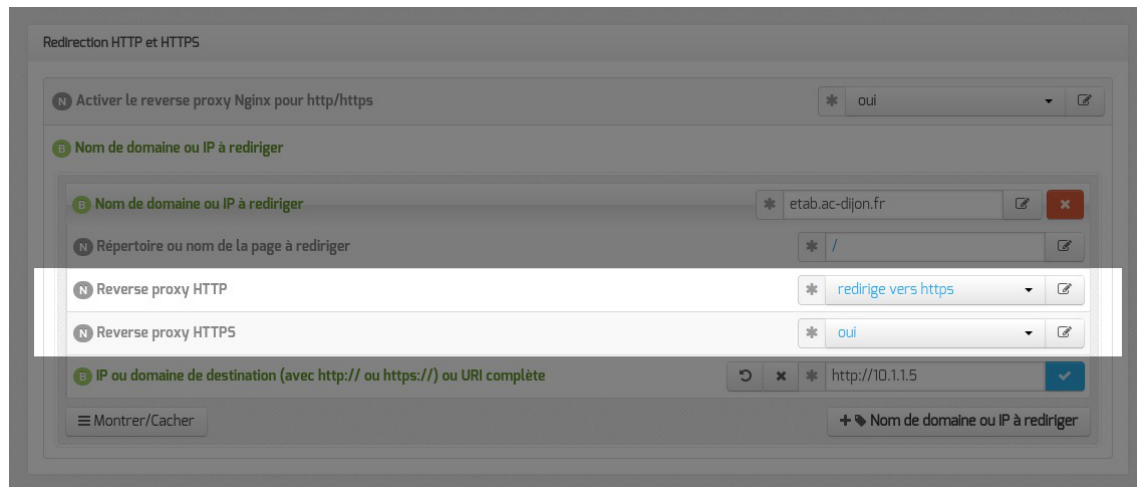 Redirection HTTP et HTTPS
N Activer le reverse proxy Nginx pour http/https * oui
B Nom de domaine ou IP à rediriger
B Nom de domaine ou IP à rediriger * etab.ac-dijon.fr
N Répertoire ou nom de la page à rediriger * /
N Reverse proxy HTTP * redirige vers https
N Reverse proxy HTTPS * oui
B IP ou domaine de destination (avec http:// ou https://) ou URI complète * http://10.1.1.5
Montrer/Cacher + Nom de domaine ou IP à rediriger